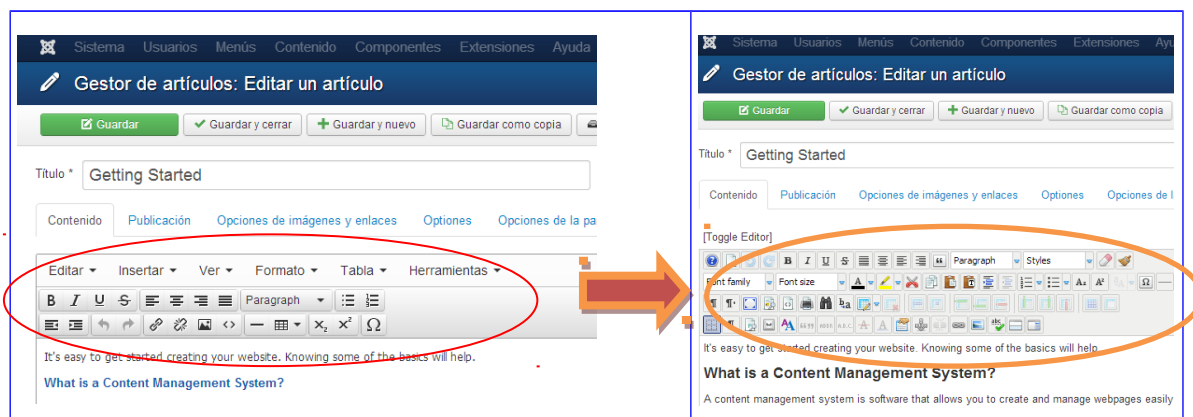 Sistema Usuarios Menús Contenido Componentes Extensiones Ayuda
Gestor de artículos: Editar un artículo
Guardar Guardar y cerrar Guardar y nuevo Guardar como copia
Título * Getting Started
Contenido Publicación Opciones de imágenes y enlaces Options Opciones de la pa
Editar Insertar Ver Formato Tabla Herramientas
B I U S Paragraph
X₂ X² Ω
It's easy to get started creating your website. Knowing some of the basics will help.
What is a Content Management System?
Sistema Usuarios Menús Contenido Componentes Extensiones Ayu
Gestor de artículos: Editar un artículo
Guardar Guardar y cerrar Guardar y nuevo Guardar como copia
Título * Getting Started
Contenido Publicación Opciones de imágenes y enlaces Options Opciones de l
[Toggle Editor]
B I U S Paragraph Styles
Font family Font size A A₂ A² Ω
¶ ¶
¶ A A A
It's easy to get started creating your website. Knowing some of the basics will help.
What is a Content Management System?
A content management system is software that allows you to create and manage webpages easily